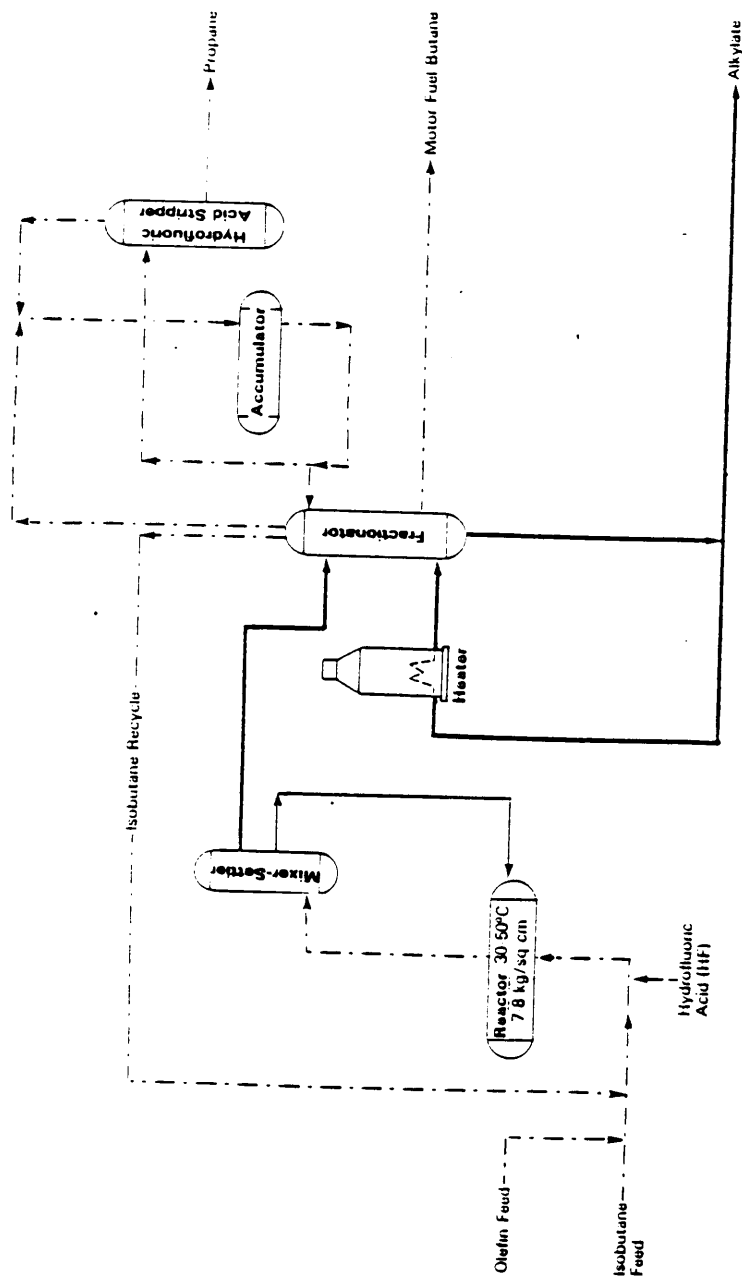 Propane
Hydrofluoric
Acid Stripper
Motor Fuel Butane
Alkylate
Accumulator
Fractionator
Heater
Isobutane Recycle
Mixer-Settler
Reactor 30-50°C
7-8 kg/sq cm
Hydrofluoric
Acid (HF)
Olefin Feed
Isobutane
Feed